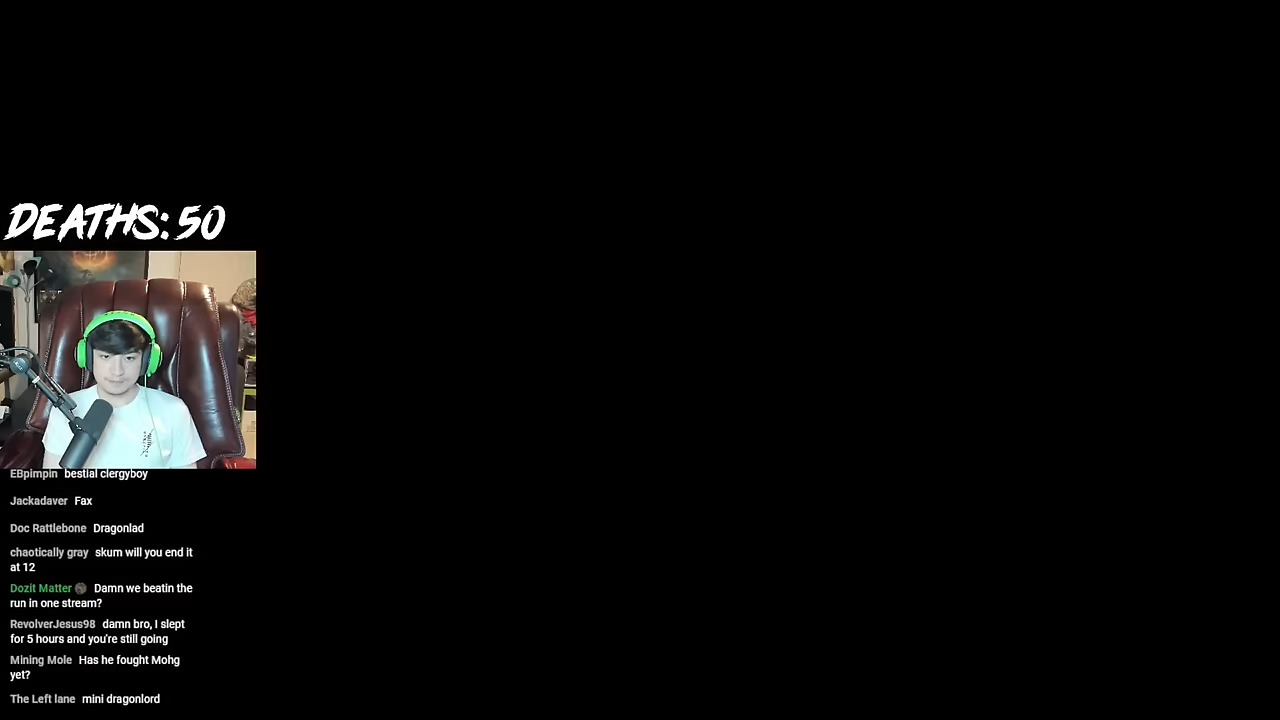 DEATHS: 50
EBpimpin bestial clergyboy
Jackadaver Fax
Doc Rattlebone Dragonlad
chaotically gray skum will you end it
at 12
Dozit Matter Damn we beatin the
run in one stream?
RevolverJesus98 damn bro, I slept
for 5 hours and you're still going
Mining Mole Has he fought Mohg
yet?
The Left lane mini dragonlord